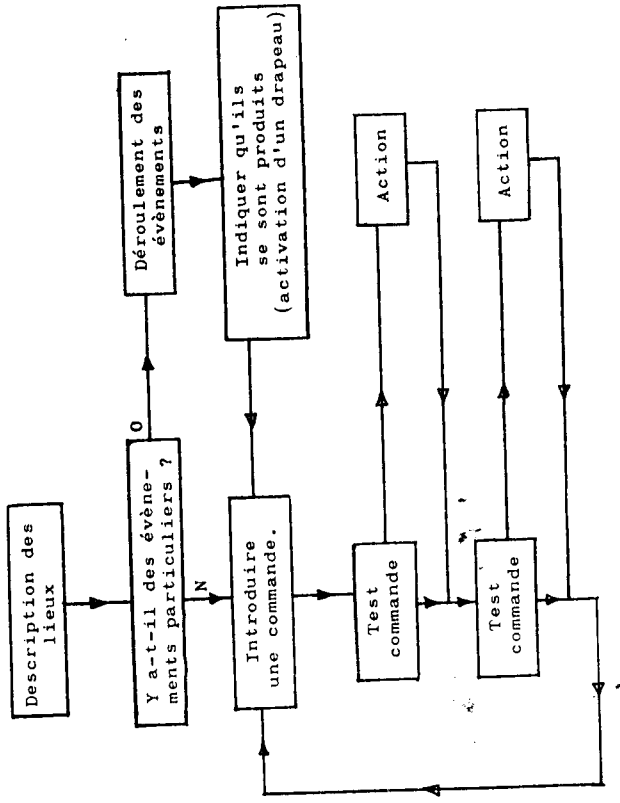 Description des
lieux
Y a-t-il des évène-
ments particuliers ?
O
N
Déroulement des
évènements
Indiquer qu'ils
se sont produits
(activation d'un drapeau)
Introduire
une commande.
Test
commande
Action
Test
commande
Action